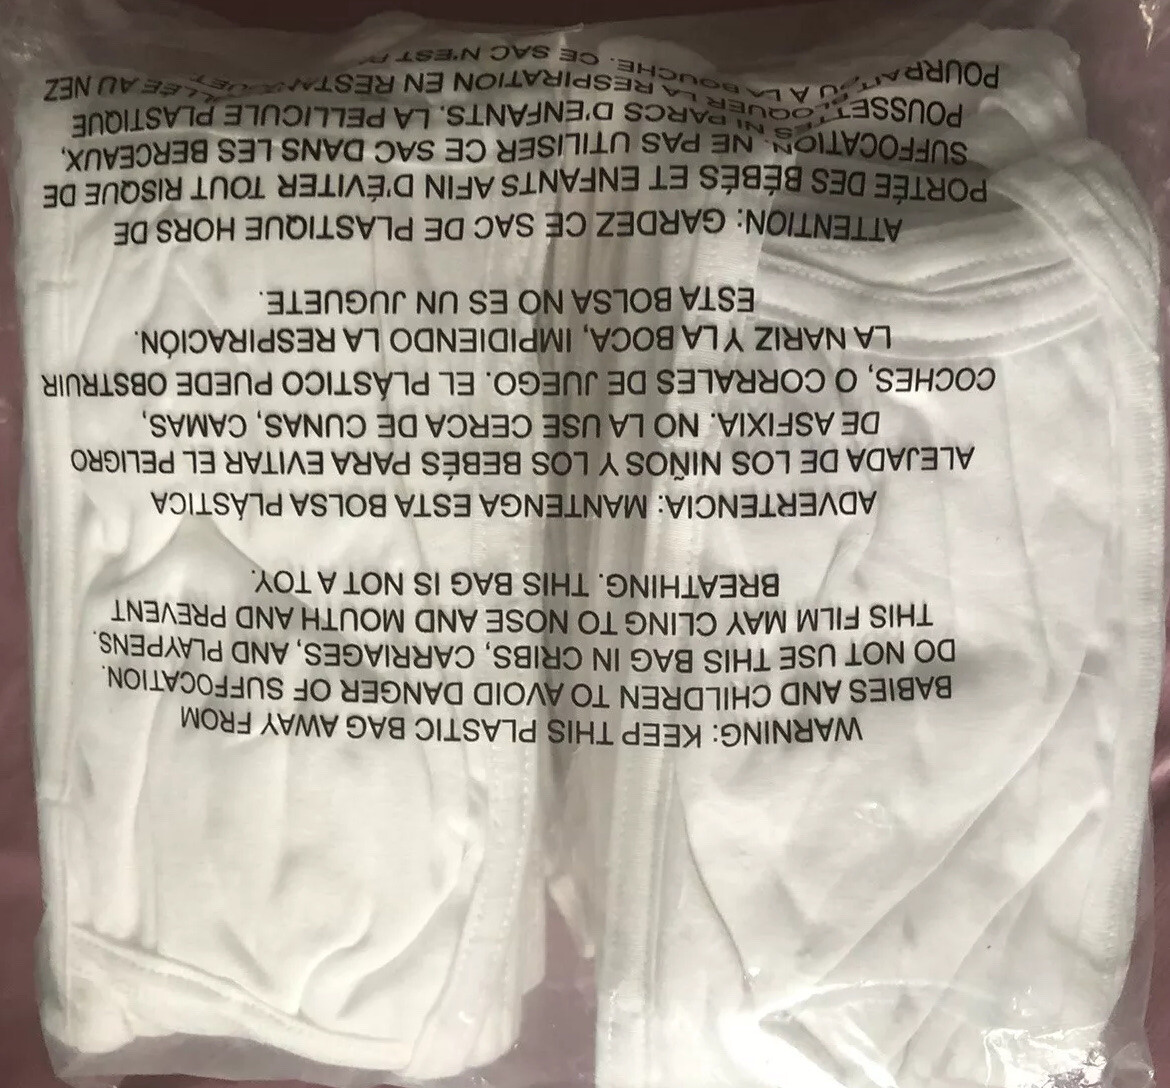 WARNING: KEEP THIS PLASTIC BAG AWAY FROM
BABIES AND CHILDREN TO AVOID DANGER OF SUFFOCATION.
DO NOT USE THIS BAG IN CRIBS, CARRIAGES, AND PLAYPENS.
THIS FILM MAY CLING TO NOSE AND MOUTH AND PREVENT
BREATHING. THIS BAG IS NOT A TOY.
ADVERTENCIA: MANTENGA ESTA BOLSA PLÁSTICA
ALEJADA DE LOS NIÑOS Y LOS BEBÉS PARA EVITAR EL PELIGRO
DE ASFIXIA. NO LA USE CERCA DE CUNAS, CAMAS,
COCHES, O CORRALES DE JUEGO. EL PLÁSTICO PUEDE OBSTRUIR
LA NARIZ Y LA BOCA, IMPIDIENDO LA RESPIRACIÓN.
ESTA BOLSA NO ES UN JUGUETE.
ATTENTION: GARDEZ CE SAC DE PLASTIQUE HORS DE
PORTÉE DES BÉBÉS ET ENFANTS AFIN D'ÉVITER TOUT RISQUE DE
SUFFOCATION. NE PAS UTILISER CE SAC DANS LES BERCEAUX,
NI PARCS D'ENFANTS. LA PELLICULE PLASTIQUE
AU NEZ
LA RESPIRATION EN RESTANT
CE SAC N'EST